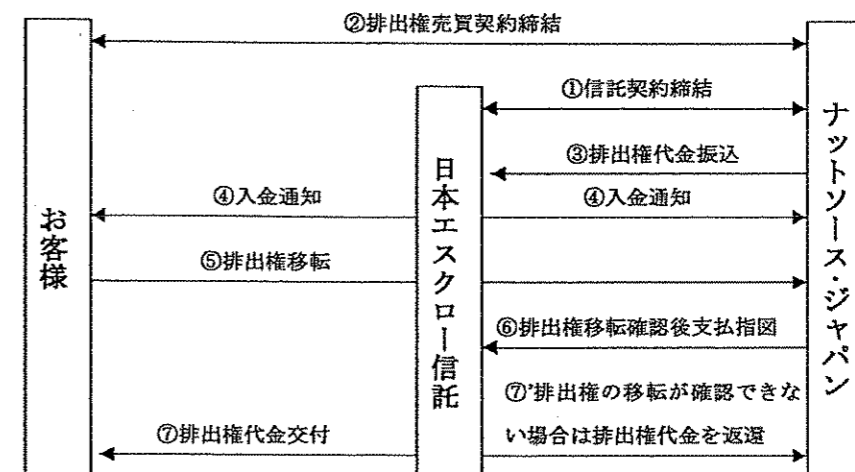 ②排出権売買契約締結
①信託契約締結
③排出権代金振込
④入金通知
④入金通知
⑤排出権移転
⑥排出権移転確認後支払指図
⑦'排出権の移転が確認できな
い場合は排出権代金を返還
⑦排出権代金交付
お客様
日本エスクロー信託
ナットソース・ジャパン